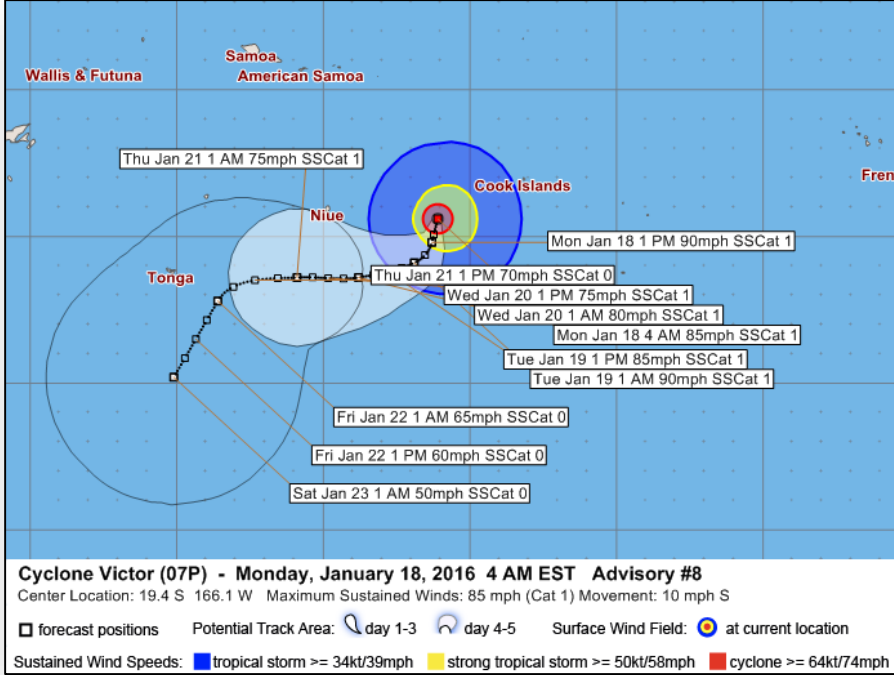 Samoa
Wallis & Futuna
American Samoa
Thu Jan 21 1 AM 75mph SSCat 1
Cook Islands
Fren
Niue
Mon Jan 18 1 PM 90mph SSCat 1
Tonga
Thu Jan 21 1 PM 70mph SSCat 0
Wed Jan 20 1 PM 75mph SSCat 1
Wed Jan 20 1 AM 80mph SSCat 1
Mon Jan 18 4 AM 85mph SSCat 1
Tue Jan 19 1 PM 85mph SSCat 1
Tue Jan 19 1 AM 90mph SSCat 1
Fri Jan 22 1 AM 65mph SSCat 0
Fri Jan 22 1 PM 60mph SSCat 0
Sat Jan 23 1 AM 50mph SSCat 0
Cyclone Victor (07P) - Monday, January 18, 2016 4 AM EST Advisory #8
Center Location: 19.4 S 166.1 W Maximum Sustained Winds: 85 mph (Cat 1) Movement: 10 mph S
forecast positions Potential Track Area: day 1-3 day 4-5 Surface Wind Field: at current location
Sustained Wind Speeds: tropical storm >= 34kt/39mph strong tropical storm >= 50kt/58mph cyclone >= 64kt/74mph